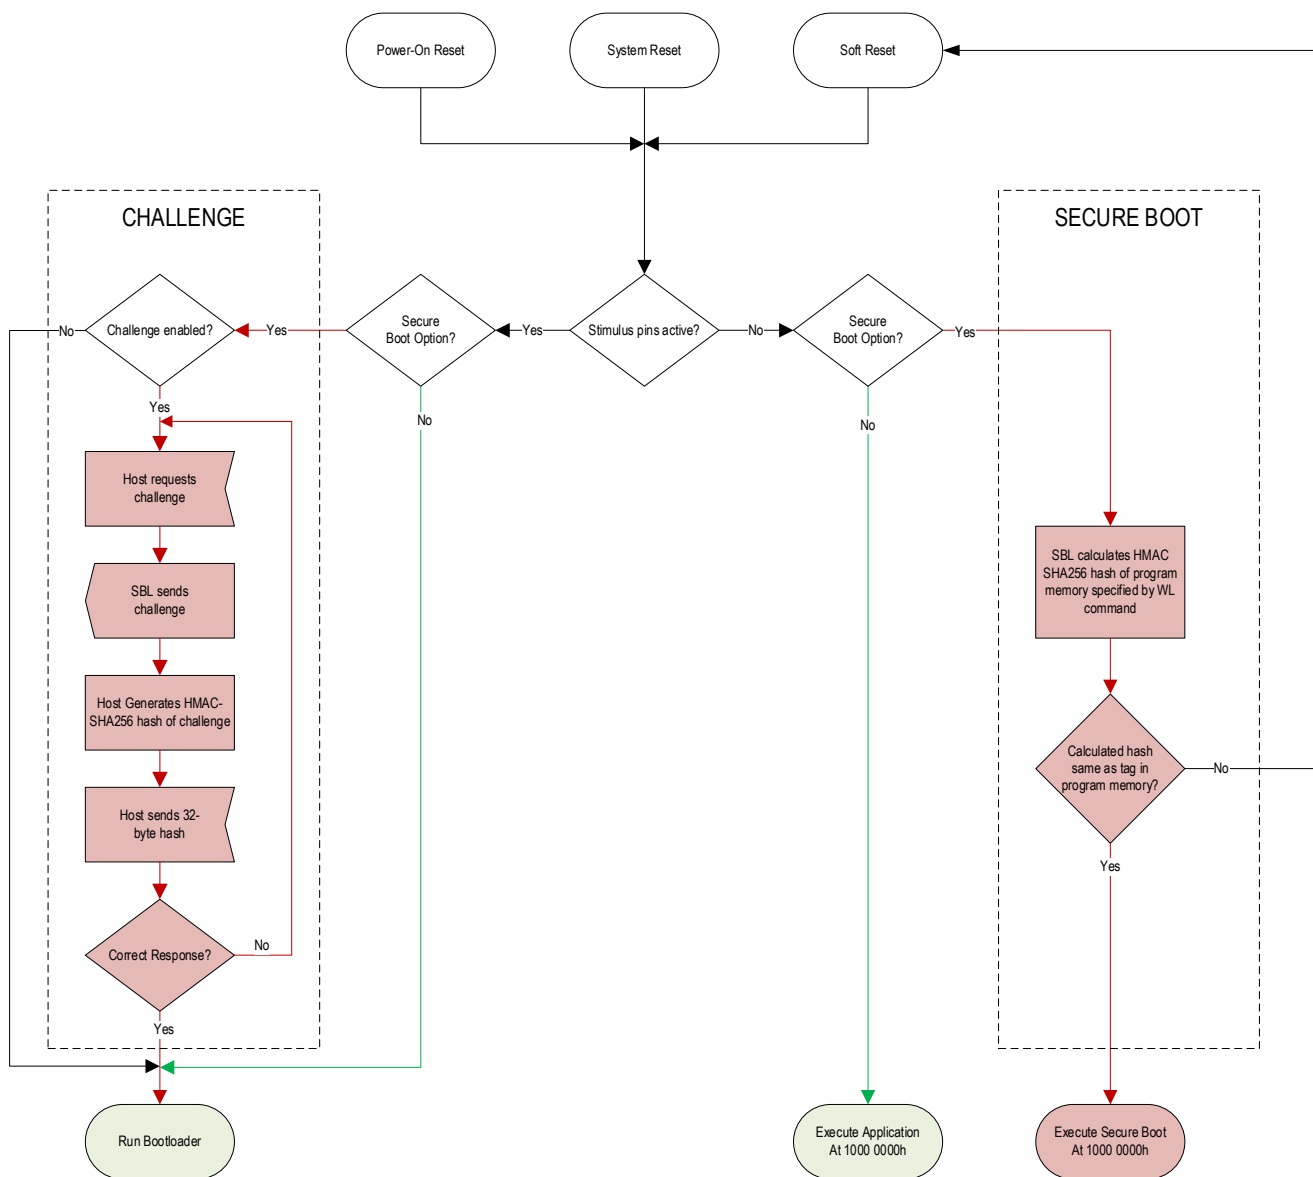 Power-On Reset
System Reset
Soft Reset
CHALLENGE
SECURE BOOT
No
Challenge enabled?
Yes
Secure
Boot Option?
Yes
Stimulus pins active?
No
Secure
Boot Option?
Yes
Yes
No
No
Host requests
challenge
SBL sends
challenge
Host Generates HMAC-
SHA256 hash of challenge
Host sends 32-
byte hash
Correct Response?
No
Yes
SBL calculates HMAC
SHA256 hash of program
memory specified by WL
command
Calculated hash
same as tag in
program memory?
No
Yes
Run Bootloader
Execute Application
At 1000 0000h
Execute Secure Boot
At 1000 0000h